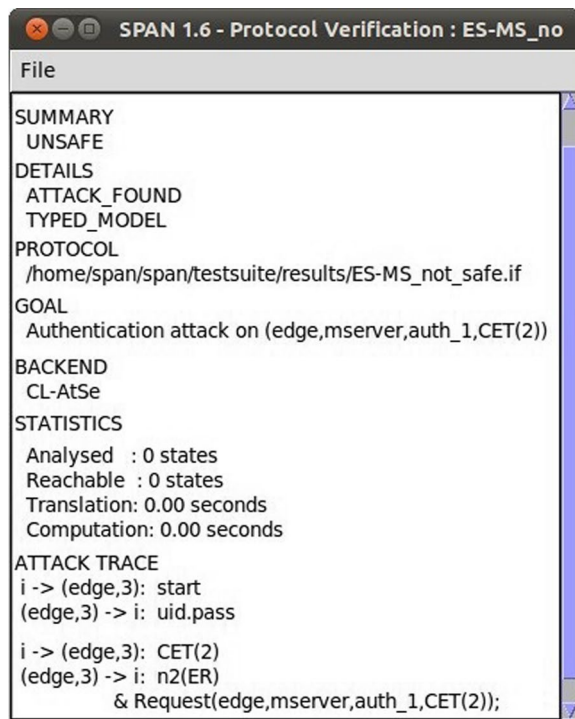 SPAN 1.6 - Protocol Verification : ES-MS_no
File
SUMMARY
UNSAFE
DETAILS
ATTACK_FOUND
TYPED_MODEL
PROTOCOL
/home/span/span/testsuite/results/ES-MS_not_safe.if
GOAL
Authentication attack on (edge,mserver,auth_1,CET(2))
BACKEND
CL-AtSe
STATISTICS
Analysed : 0 states
Reachable : 0 states
Translation: 0.00 seconds
Computation: 0.00 seconds
ATTACK TRACE
i -> (edge,3): start
(edge,3) -> i: uid.pass
i -> (edge,3): CET(2)
(edge,3) -> i: n2(ER)
& Request(edge,mserver,auth_1,CET(2));